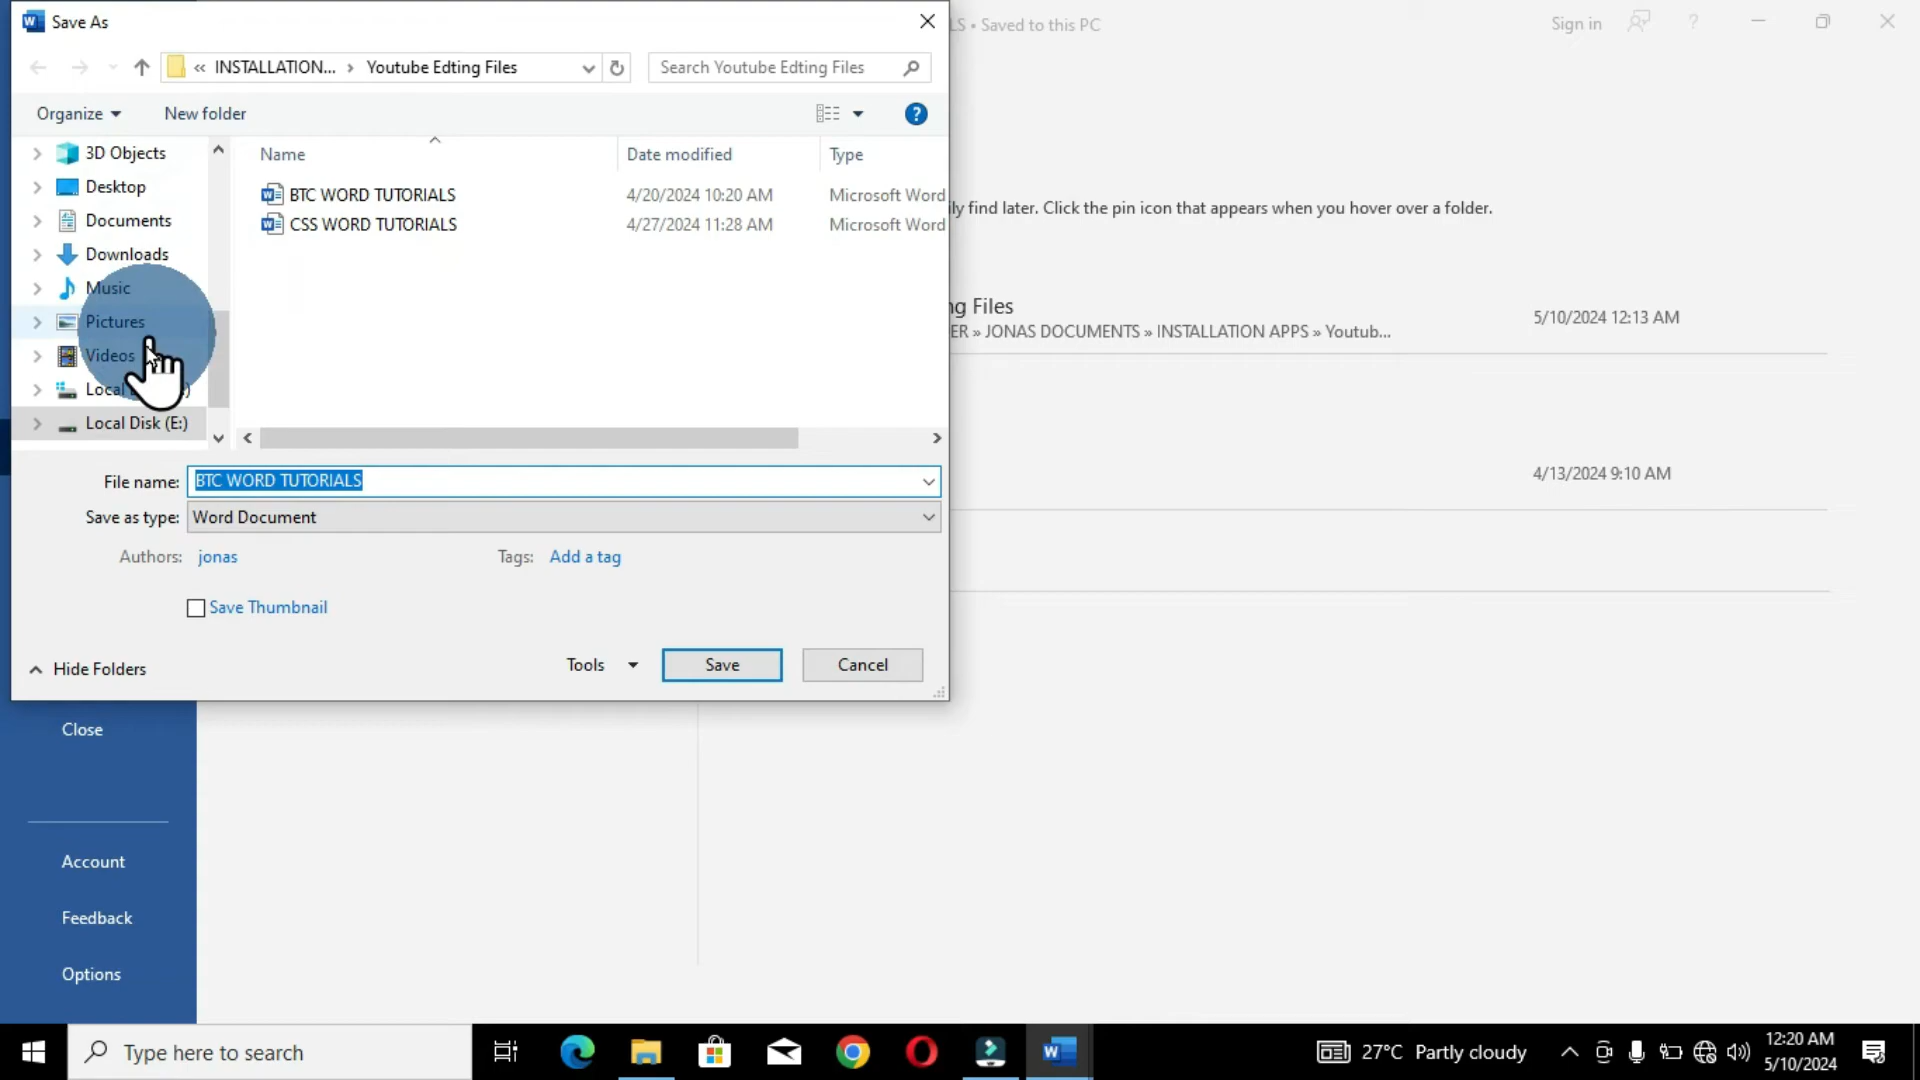 Save As
LS • Saved to this PC
Sign in
?
« INSTALLATION... › Youtube Edting Files
Search Youtube Edting Files
Organize
New folder
?
3D Objects
Desktop
Documents
Downloads
Music
Pictures
Videos
Local
Local Disk (E:)
Name
Date modified
Type
BTC WORD TUTORIALS
4/20/2024 10:20 AM
Microsoft Word
CSS WORD TUTORIALS
4/27/2024 11:28 AM
Microsoft Word
ly find later. Click the pin icon that appears when you hover over a folder.
ng Files
5/10/2024 12:13 AM
ER » JONAS DOCUMENTS » INSTALLATION APPS » Youtub...
4/13/2024 9:10 AM
File name: BTC WORD TUTORIALS
Save as type: Word Document
Authors: jonas
Tags: Add a tag
Save Thumbnail
Hide Folders
Tools
Save
Cancel
Close
Account
Feedback
Options
Type here to search
27°C Partly cloudy
12:20 AM
5/10/2024